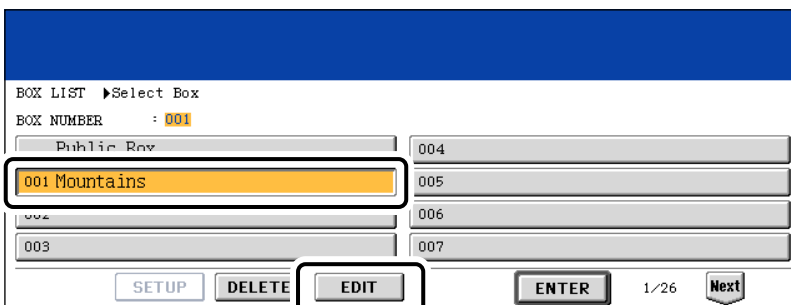 BOX LIST ▶Select Box
BOX NUMBER : 001
Public Box
004
001 Mountains
005
002
006
003
007
SETUP DELETE EDIT ENTER 1/26 Next